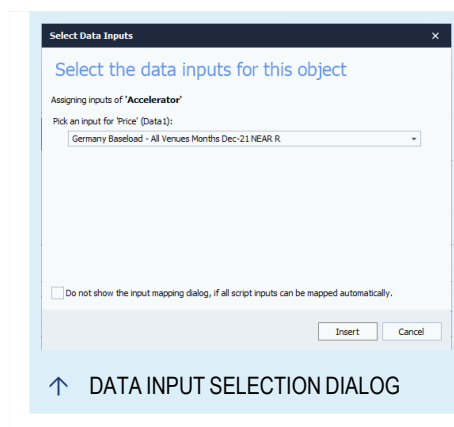 Select Data Inputs
Select the data inputs for this object
Assigning inputs of 'Accelerator'
Pick an input for 'Price' (Data1):
Germany Baseload - All Venues Months Dec-21 NEAR R
Do not show the input mapping dialog, if all script inputs can be mapped automatically.
Insert Cancel
↑ DATA INPUT SELECTION DIALOG